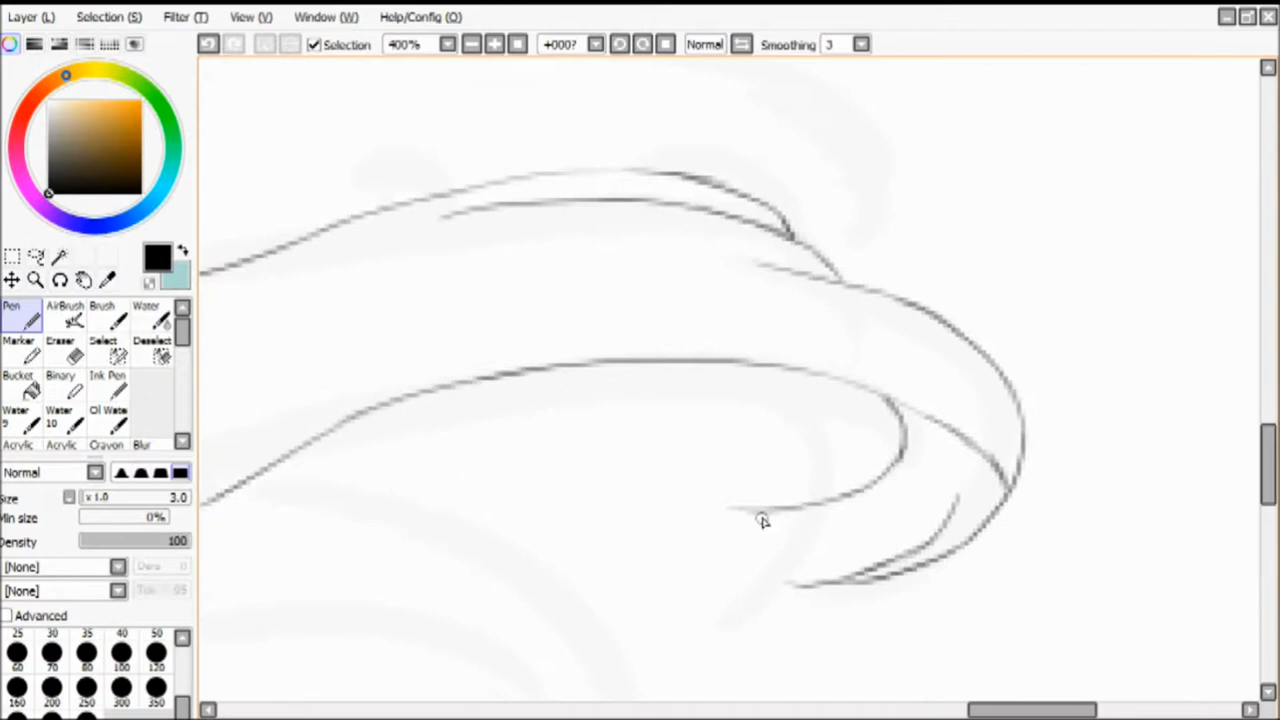 Layer (L) Selection (S) Filter (T) View (V) Window (W) Help/Config (O)
Selection 400% +000? Normal Smoothing 3
Pen AirBrush Brush Water
Marker Eraser Select Deselect
Bucket Binary Ink Pen
Water 9 Water 10 Oil Wate
Acrylic Acrylic Crayon Blur
Normal
Size x 1.0 3.0
Min size 0%
Density 100
[None]
[None]
Advanced
25 30 35 40 50
60 70 80 100 120
160 200 250 300 350